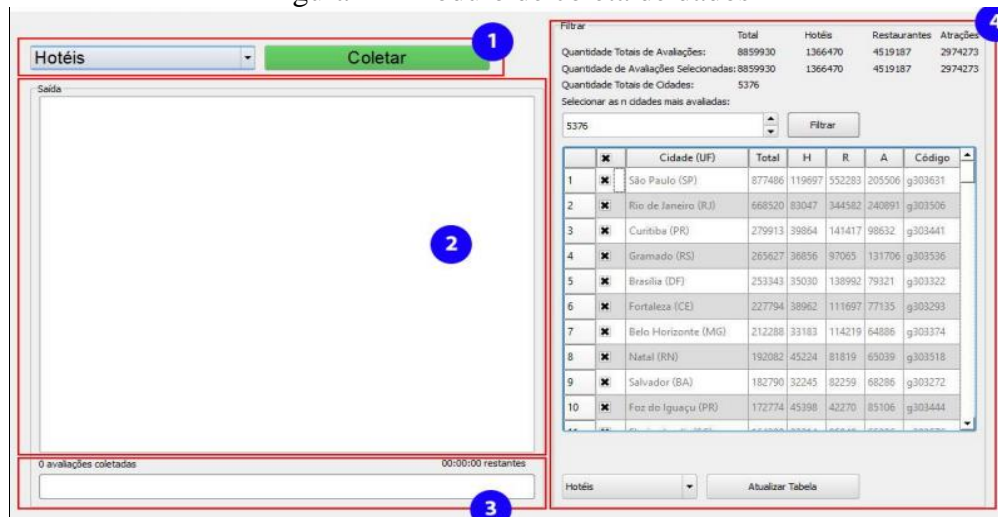 Hotéis
Coletar
1
Saída
2
0 avaliações coletadas 00:00:00 restantes
3
4
Filtrar
Total Hotéis Restaurantes Atrações
Quantidade Totais de Avaliações: 8859930 1366470 4519187 2974273
Quantidade de Avaliações Selecionadas: 8859930 1366470 4519187 2974273
Quantidade Totais de Cidades: 5376
Selecionar as n cidades mais avaliadas:
5376 Filtrar
Cidade (UF) Total H R A Código
1 São Paulo (SP) 877486 119697 552283 205506 g303631
2 Rio de Janeiro (RJ) 668520 83047 344582 240891 g303506
3 Curitiba (PR) 279913 39864 141417 98632 g303441
4 Gramado (RS) 265627 36856 97065 131706 g303536
5 Brasília (DF) 253343 35030 138992 79321 g303322
6 Fortaleza (CE) 227794 38962 111697 77135 g303293
7 Belo Horizonte (MG) 212288 33183 114219 64886 g303374
8 Natal (RN) 192082 45224 81819 65039 g303518
9 Salvador (BA) 182790 32245 82259 68286 g303272
10 Foz do Iguaçu (PR) 172774 45398 42270 85106 g303444
Hotéis Atualizar Tabela